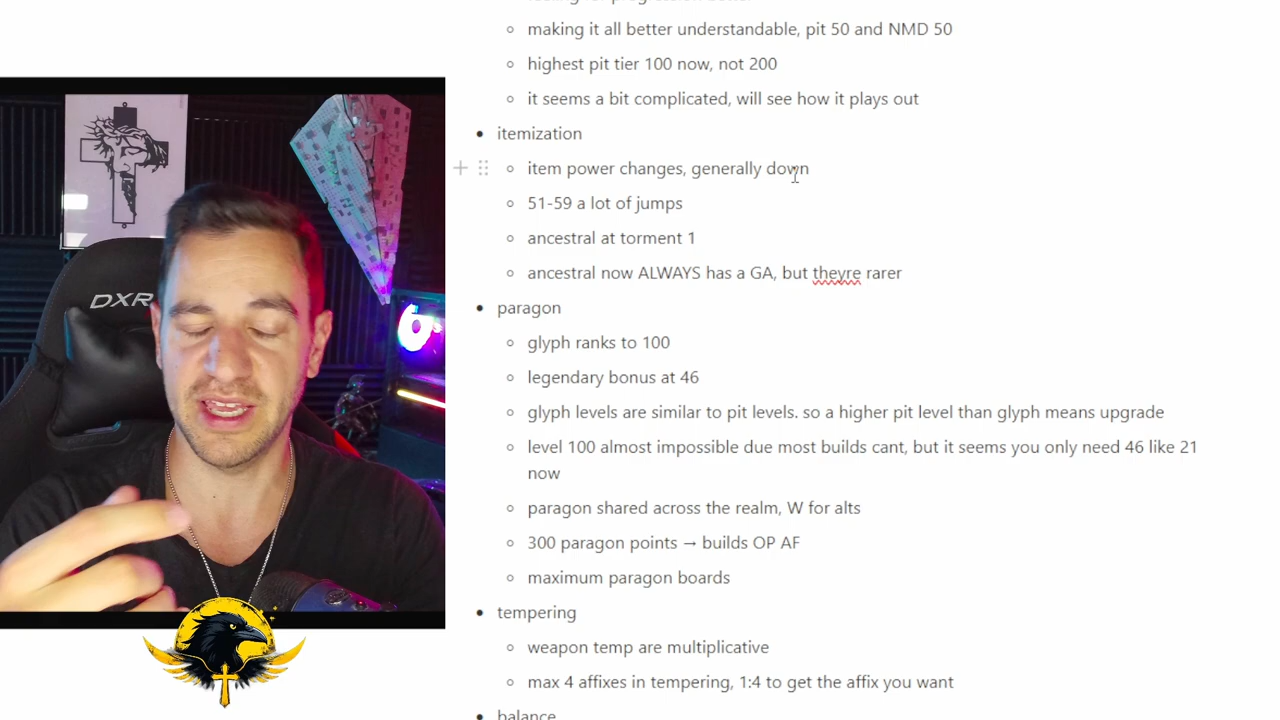 making it all better understandable, pit 50 and NMD 50
highest pit tier 100 now, not 200
it seems a bit complicated, will see how it plays out
itemization
item power changes, generally down
51-59 a lot of jumps
ancestral at torment 1
ancestral now ALWAYS has a GA, but theyre rarer
paragon
glyph ranks to 100
legendary bonus at 46
glyph levels are similar to pit levels. so a higher pit level than glyph means upgrade
level 100 almost impossible due most builds cant, but it seems you only need 46 like 21
now
paragon shared across the realm, W for alts
300 paragon points → builds OP AF
maximum paragon boards
tempering
weapon temp are multiplicative
max 4 affixes in tempering, 1:4 to get the affix you want
balance
DXR